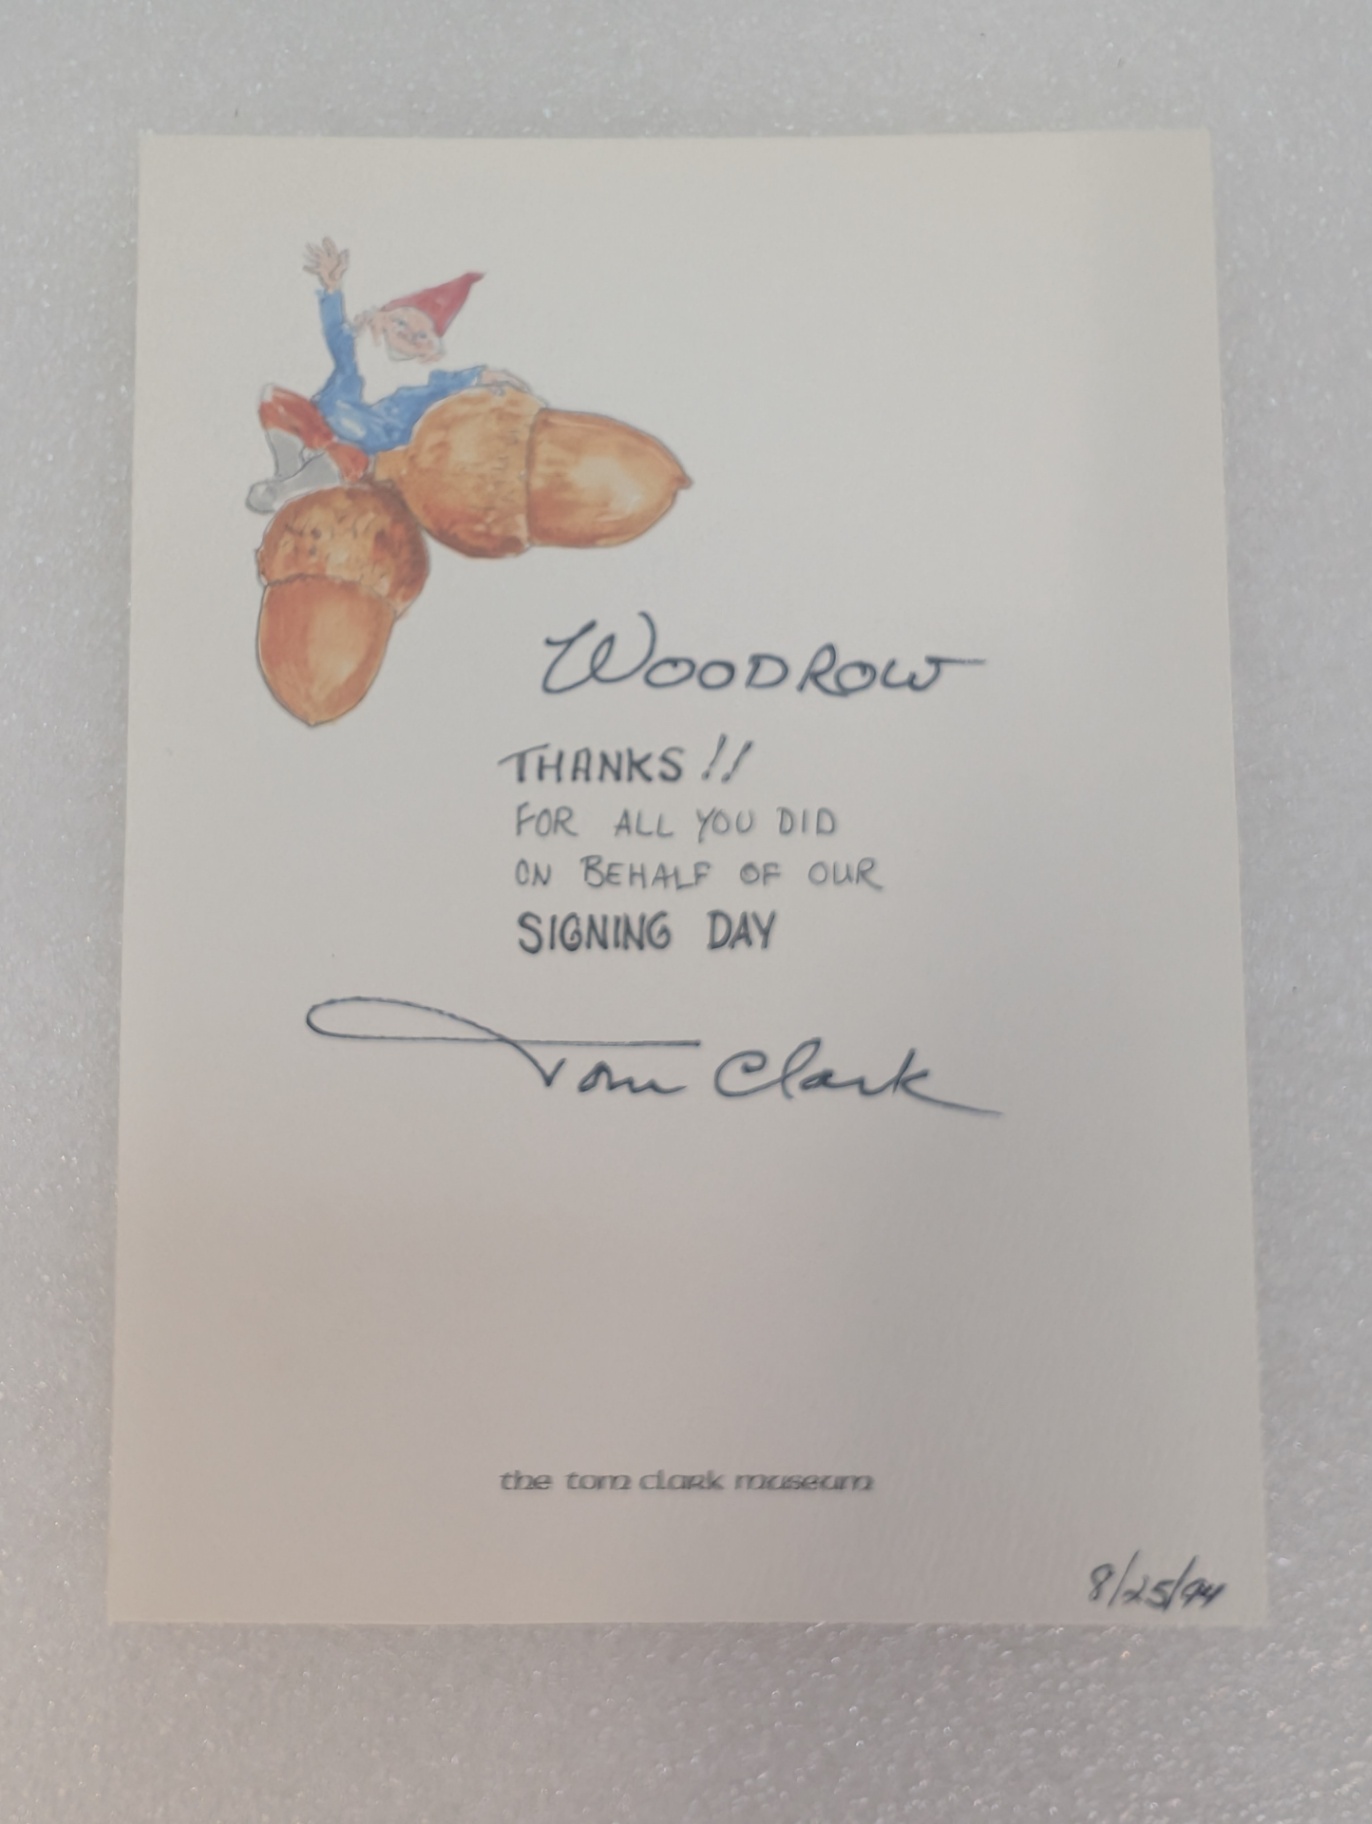 WOODROW
THANKS!!
FOR ALL YOU DID
ON BEHALF OF OUR
SIGNING DAY
Tom Clark
the tom clark museum
8/25/94